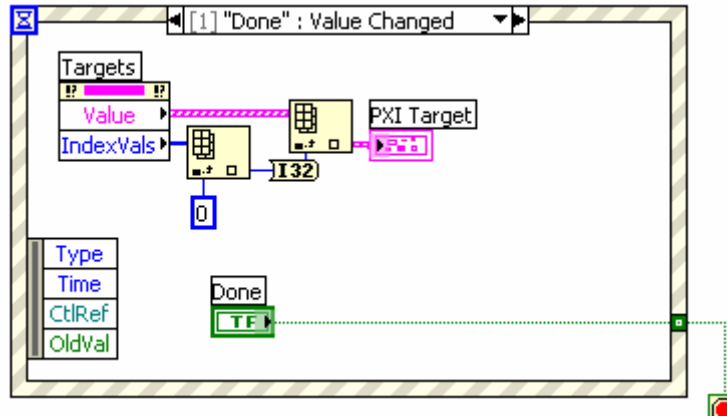 [1] "Done" : Value Changed
Targets
!? !?
Value
PXI Target
IndexVals
I32
0
Type
Time
Done
CtlRef
TF
OldVal